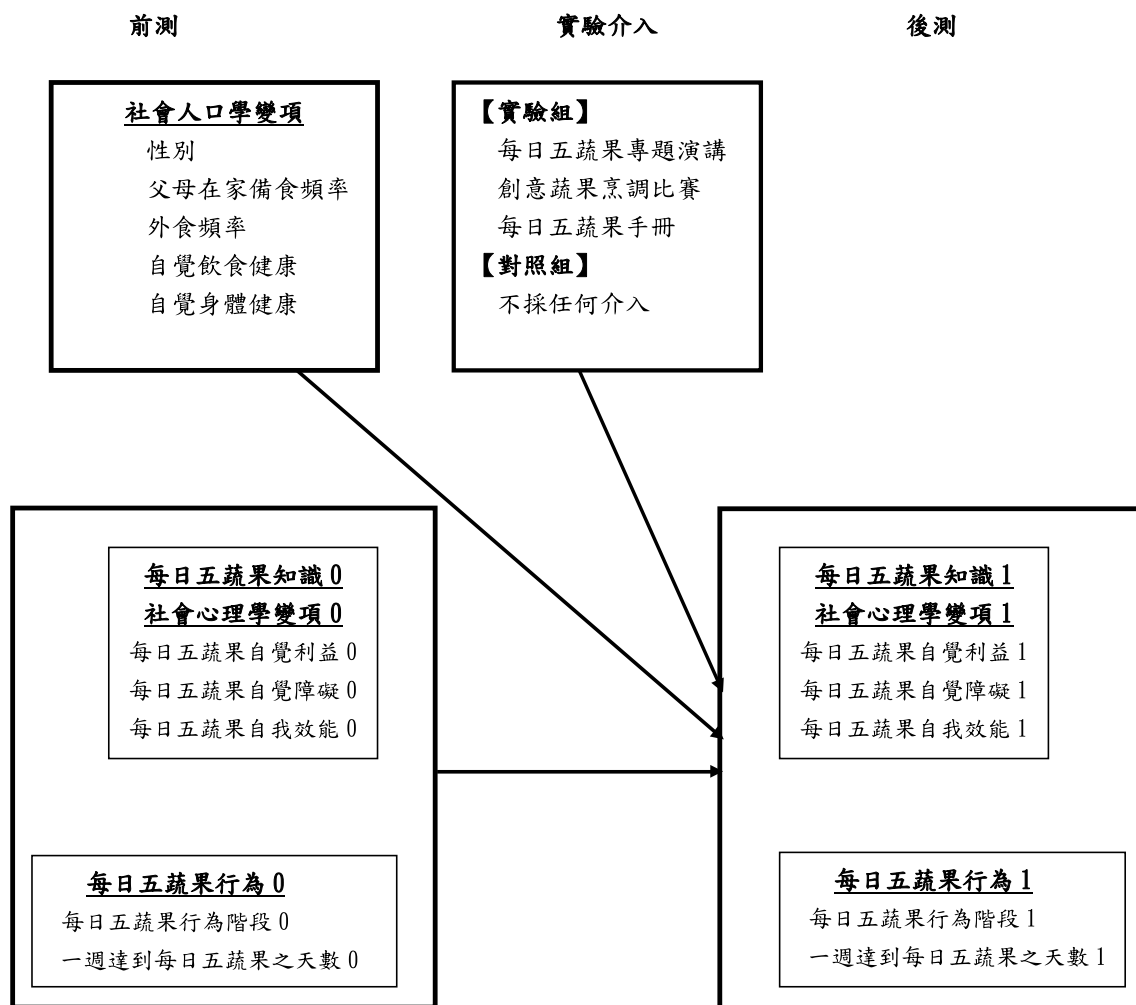 前測
實驗介入
後測
社會人口學變項
性別
父母在家備食頻率
外食頻率
自覺飲食健康
自覺身體健康
【實驗組】
每日五蔬果專題演講
創意蔬果烹調比賽
每日五蔬果手冊
【對照組】
不採任何介入
每日五蔬果知識 0
社會心理學變項 0
每日五蔬果自覺利益 0
每日五蔬果自覺障礙 0
每日五蔬果自我效能 0
每日五蔬果行為 0
每日五蔬果行為階段 0
一週達到每日五蔬果之天數 0
每日五蔬果知識 1
社會心理學變項 1
每日五蔬果自覺利益 1
每日五蔬果自覺障礙 1
每日五蔬果自我效能 1
每日五蔬果行為 1
每日五蔬果行為階段 1
一週達到每日五蔬果之天數 1